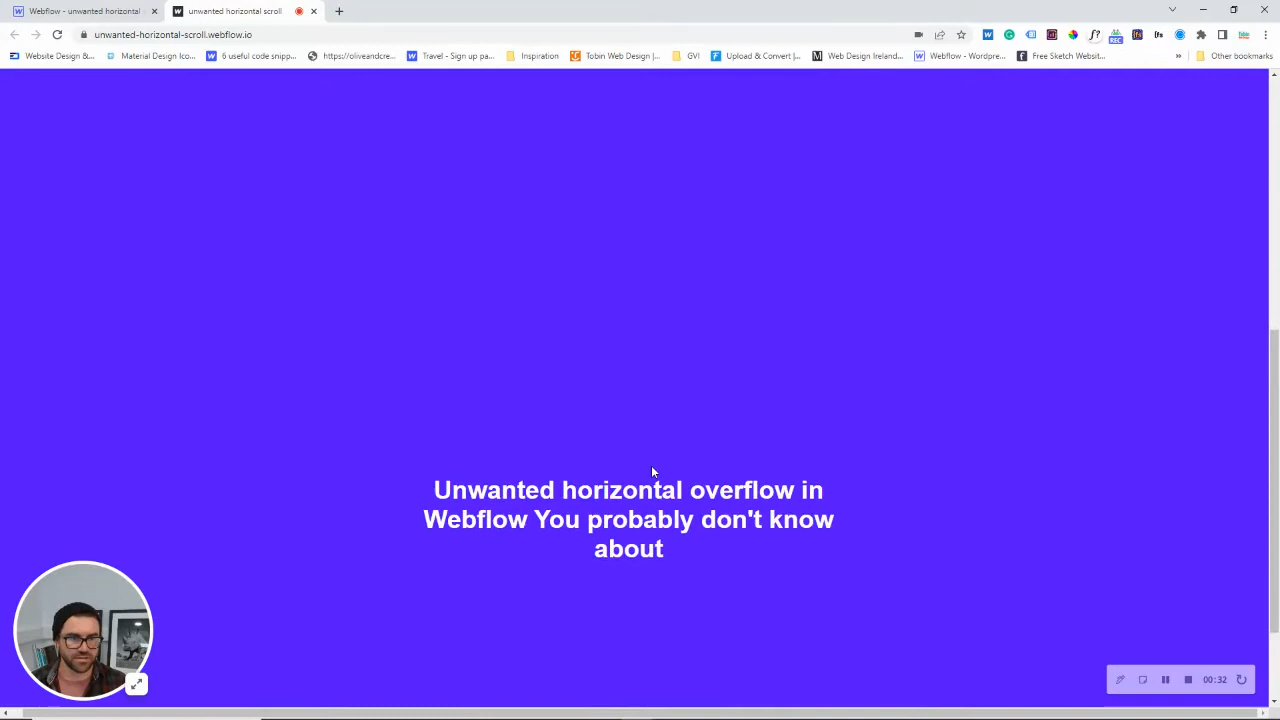 Webflow - unwanted horizontal
unwanted horizontal scroll
unwanted-horizontal-scroll.webflow.io
Website Design &...
Material Design Ico...
6 useful code snipp...
https://oliveandcre...
Travel - Sign up pa...
Inspiration
Tobin Web Design |...
GVI
Upload & Convert |...
Web Design Ireland...
Webflow - Wordpre...
Free Sketch Websit...
Other bookmarks
Unwanted horizontal overflow in
Webflow You probably don't know
about
00:32